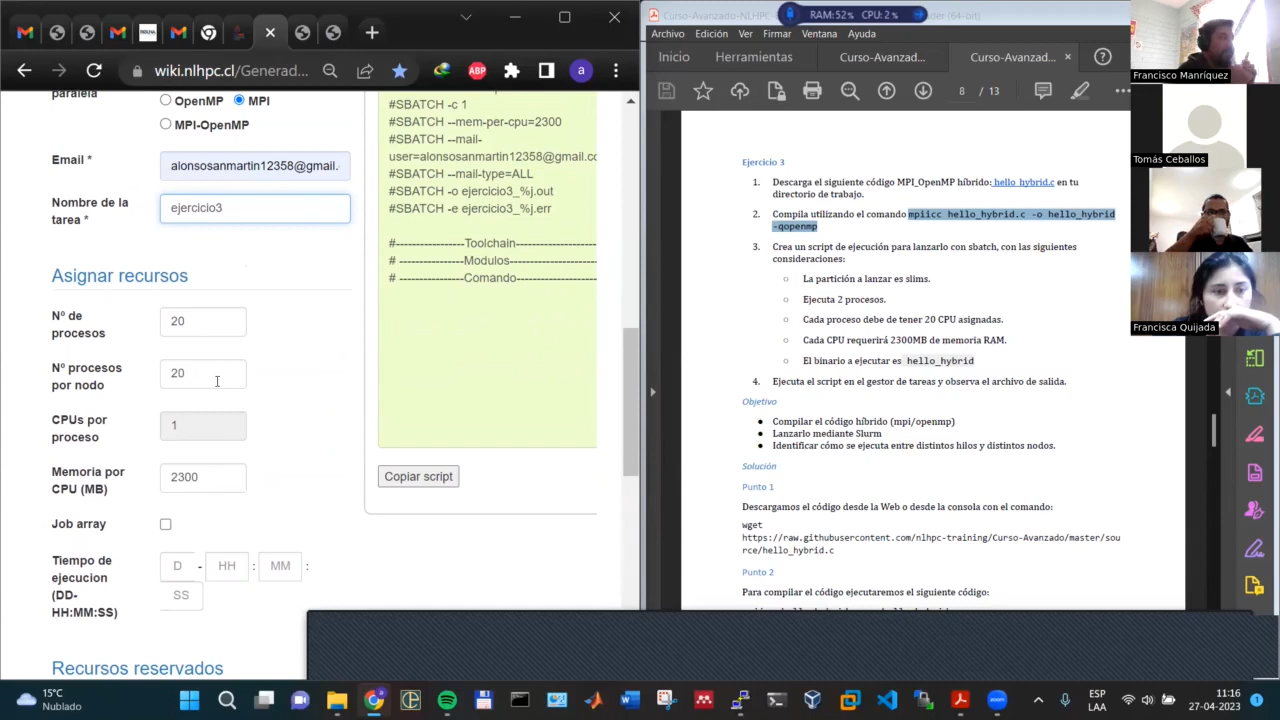 wiki.nlhpc.cl/Generad...
paralela
OpenMP
MPI
MPI-OpenMP
Email *
alonsosanmartin12358@gmail.
Nombre de la
tarea *
ejercicio3
Asignar recursos
Nº de
procesos
20
Nº procesos
por nodo
20
CPUs por
proceso
1
Memoria por
CPU (MB)
2300
Job array
Tiempo de
ejecucion
(DD-
HH:MM:SS)
D - HH : MM :
SS
Recursos reservados
#SBATCH -c 1
#SBATCH --mem-per-cpu=2300
#SBATCH --mail-
user=alonsosanmartin12358@gmail.co
#SBATCH --mail-type=ALL
#SBATCH -o ejercicio3_%j.out
#SBATCH -e ejercicio3_%j.err
#-----------------Toolchain---------------------
# ----------------Modulos----------------------
# ----------------Comando--------------------
Copiar script
Curso-Avanzado-NLHPC
RAM:52% CPU:2%
(64-bit)
Archivo Edición Ver Firmar Ventana Ayuda
Inicio Herramientas Curso-Avanzad... Curso-Avanzad... ×
8 / 13
Ejercicio 3
1. Descarga el siguiente código MPI_OpenMP híbrido: hello_hybrid.c en tu
directorio de trabajo.
2. Compila utilizando el comando mpiicc hello_hybrid.c -o hello_hybrid
-qopenmp
3. Crea un script de ejecución para lanzarlo con sbatch, con las siguientes
consideraciones:
La partición a lanzar es slims.
Ejecuta 2 procesos.
Cada proceso debe de tener 20 CPU asignadas.
Cada CPU requerirá 2300MB de memoria RAM.
El binario a ejecutar es hello_hybrid
4. Ejecuta el script en el gestor de tareas y observa el archivo de salida.
Objetivo
Compilar el código híbrido (mpi/openmp)
Lanzarlo mediante Slurm
Identificar cómo se ejecuta entre distintos hilos y distintos nodos.
Solución
Punto 1
Descargamos el código desde la Web o desde la consola con el comando:
wget
https://raw.githubusercontent.com/nlhpc-training/Curso-Avanzado/master/sou
rce/hello_hybrid.c
Punto 2
Para compilar el código ejecutaremos el siguiente código:
Francisco Manríquez
Tomás Ceballos
Francisca Quijada
15°C
Nublado
ESP
LAA
11:16
27-04-2023